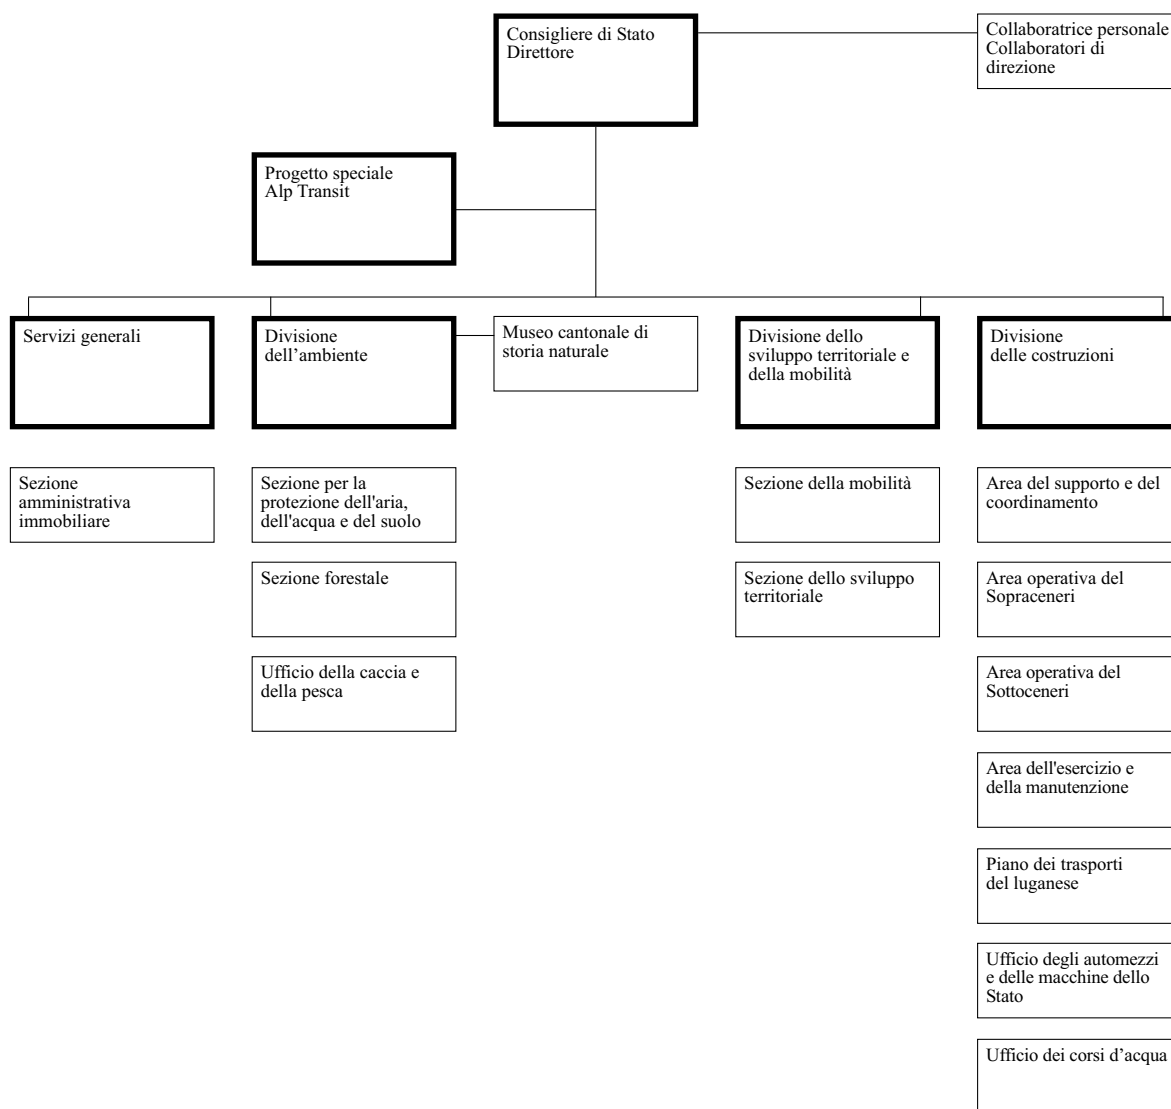 Consigliere di Stato
Direttore
Collaboratrice personale
Collaboratori di
direzione
Progetto speciale
Alp Transit
Servizi generali
Divisione
dell’ambiente
Museo cantonale di
storia naturale
Divisione dello
sviluppo territoriale e
della mobilità
Divisione
delle costruzioni
Sezione
amministrativa
immobiliare
Sezione per la
protezione dell'aria,
dell'acqua e del suolo
Sezione della mobilità
Area del supporto e del
coordinamento
Sezione forestale
Sezione dello sviluppo
territoriale
Area operativa del
Sopraceneri
Ufficio della caccia e
della pesca
Area operativa del
Sottoceneri
Area dell'esercizio e
della manutenzione
Piano dei trasporti
del luganese
Ufficio degli automezzi
e delle macchine dello
Stato
Ufficio dei corsi d’acqua